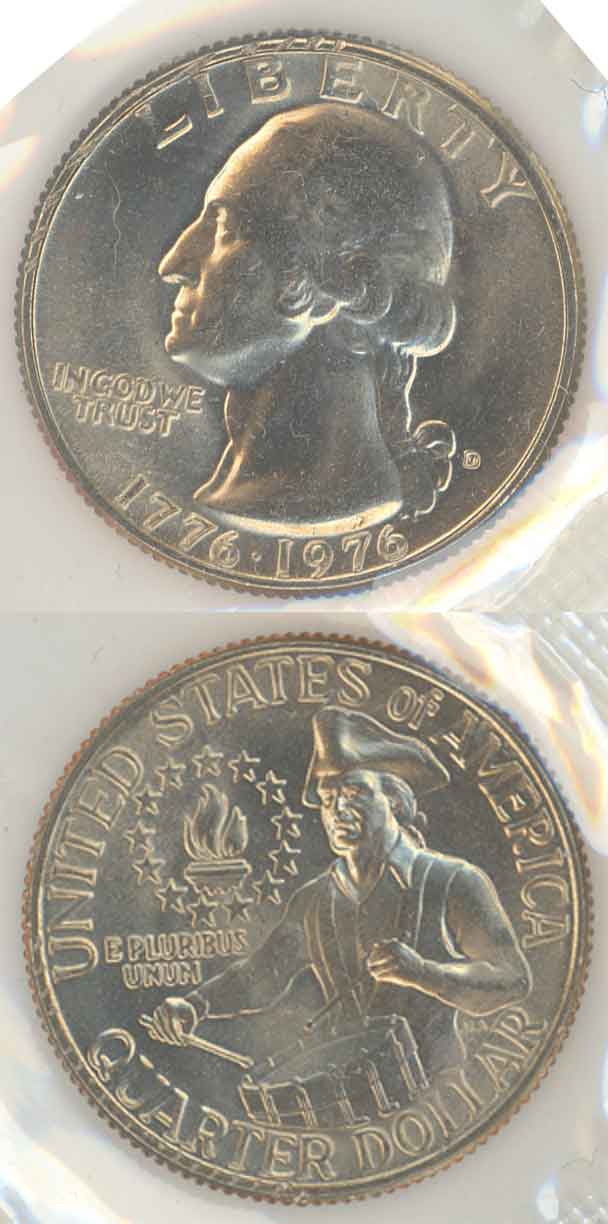 LIBERTY
IN GOD WE
TRUST
D
1776·1976
UNITED STATES of AMERICA
E PLURIBUS
UNUM
QUARTER DOLLAR